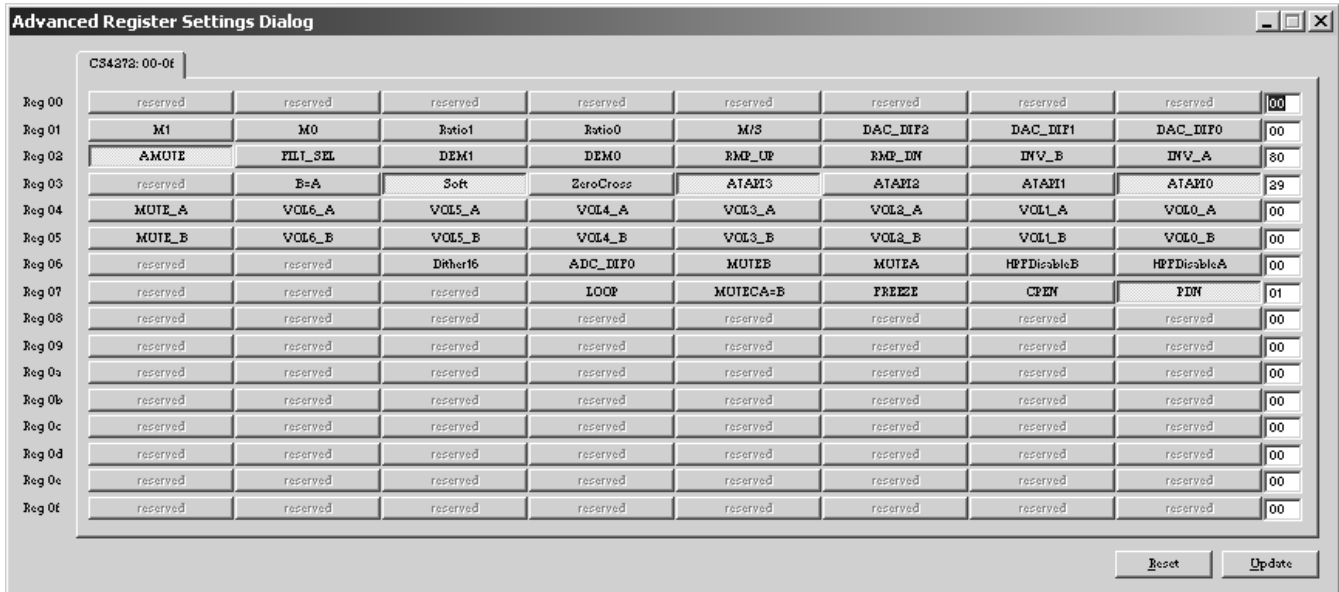 Advanced Register Settings Dialog
CS4272: 00-0f
Reg 00 reserved reserved reserved reserved reserved reserved reserved reserved 00
Reg 01 M1 M0 Ratio1 Ratio0 M/S DAC_DIF2 DAC_DIF1 DAC_DIF0 00
Reg 02 AMUTE FILT_SEL DEM1 DEM0 RMP_UP RMP_DN INV_B INV_A 80
Reg 03 reserved B=A Soft ZeroCross ATAPI3 ATAPI2 ATAPI1 ATAPI0 29
Reg 04 MUTE_A VOL6_A VOL5_A VOL4_A VOL3_A VOL2_A VOL1_A VOL0_A 00
Reg 05 MUTE_B VOL6_B VOL5_B VOL4_B VOL3_B VOL2_B VOL1_B VOL0_B 00
Reg 06 reserved reserved Dither16 ADC_DIF0 MUTEB MUTEA HPFDisableB HPFDisableA 00
Reg 07 reserved reserved reserved LOOP MUTECA=B FREEZE CPEN PDN 01
Reg 08 reserved reserved reserved reserved reserved reserved reserved reserved 00
Reg 09 reserved reserved reserved reserved reserved reserved reserved reserved 00
Reg 0a reserved reserved reserved reserved reserved reserved reserved reserved 00
Reg 0b reserved reserved reserved reserved reserved reserved reserved reserved 00
Reg 0c reserved reserved reserved reserved reserved reserved reserved reserved 00
Reg 0d reserved reserved reserved reserved reserved reserved reserved reserved 00
Reg 0e reserved reserved reserved reserved reserved reserved reserved reserved 00
Reg 0f reserved reserved reserved reserved reserved reserved reserved reserved 00
Reset Update